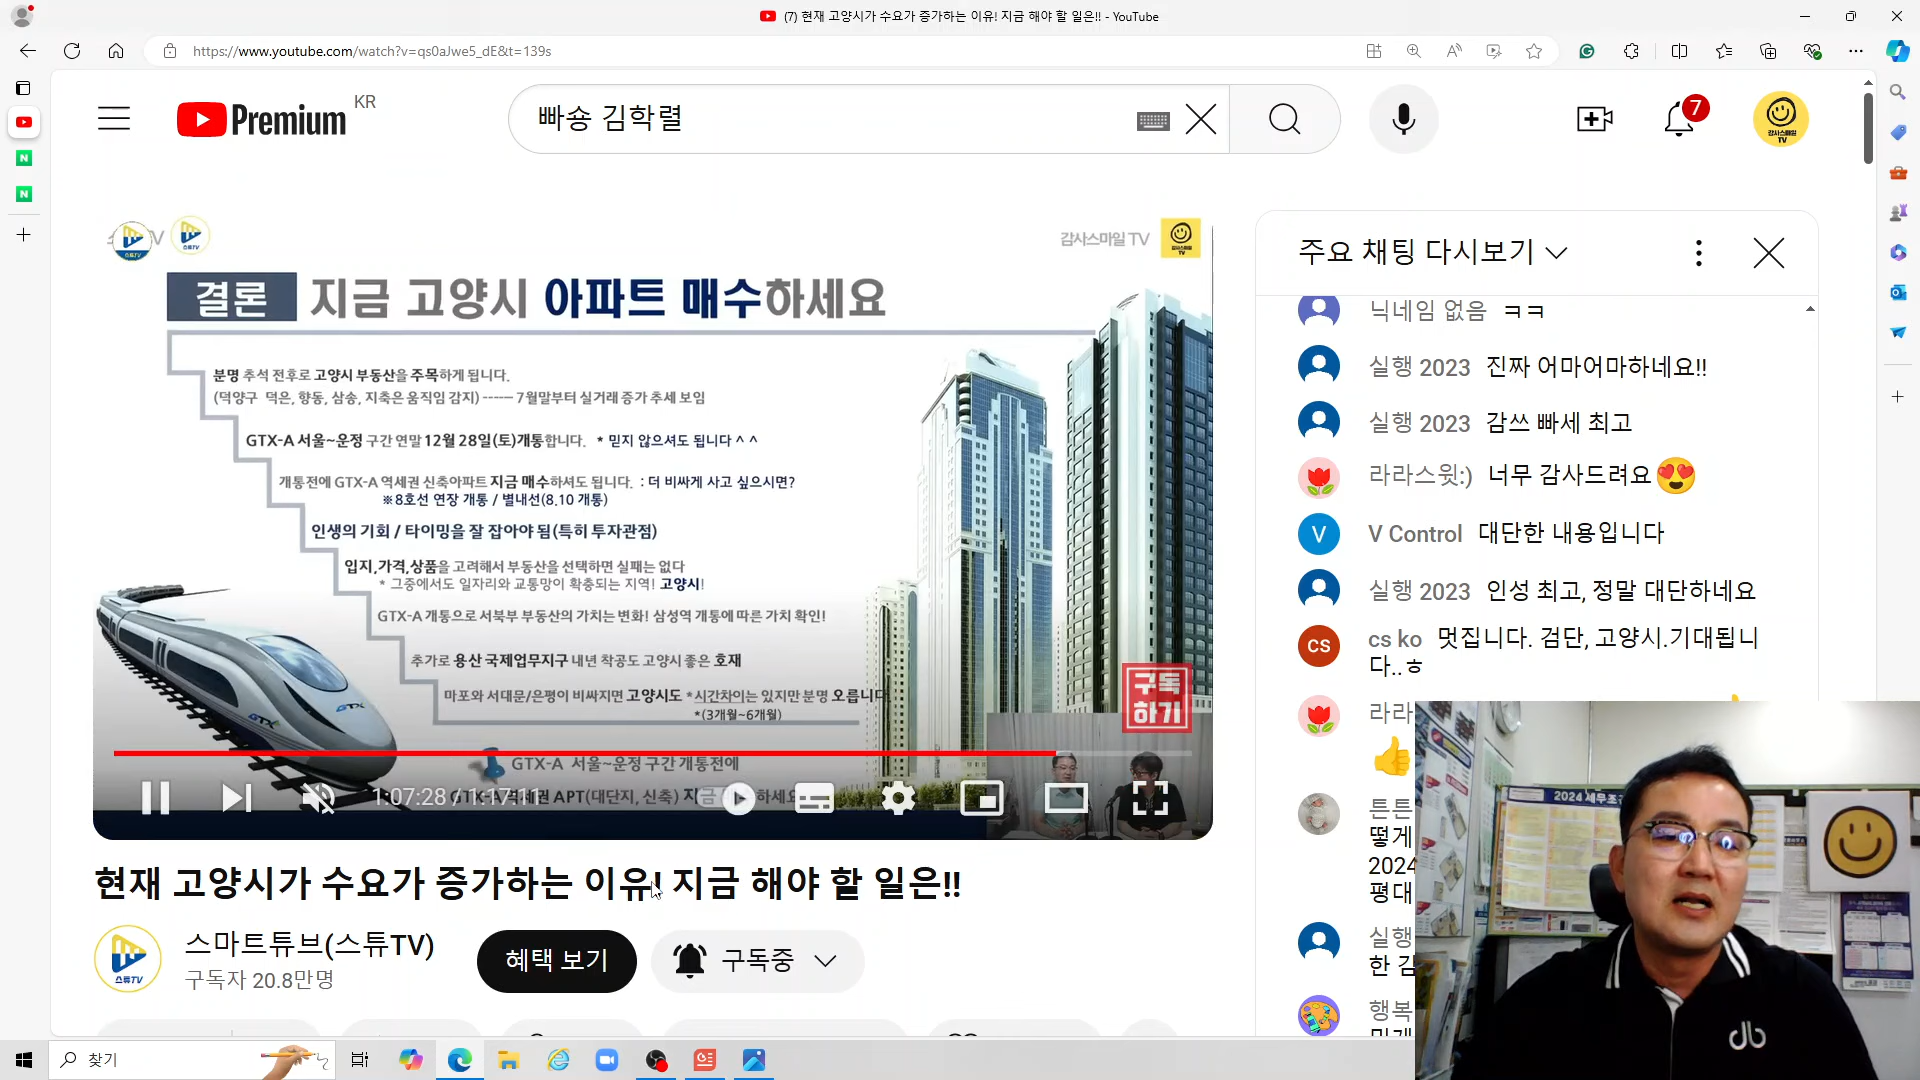 (7) 현재 고양시가 수요가 증가하는 이유! 지금 해야 할 일은!! - YouTube
https://www.youtube.com/watch?v=qs0aJwe5_dE&t=139s
Premium KR
빠숑 김학렬
7
감사스마일 TV
결론 지금 고양시 아파트 매수하세요
분명 추석 전후로 고양시 부동산을 주목하게 됩니다.
(덕양구 덕은, 향동, 삼송, 지축은 움직임 감지) ------ 7월말부터 실거래 증가 추세 보임
GTX-A 서울~운정 구간 연말 12월 28일(토)개통합니다. * 믿지 않으셔도 됩니다 ^ ^
개통전에 GTX-A 역세권 신축아파트 지금 매수하셔도 됩니다. : 더 비싸게 사고 싶으시면?
※8호선 연장 개통 / 별내선(8.10 개통)
인생의 기회 / 타이밍을 잘 잡아야 됨(특히 투자관점)
입지,가격,상품을 고려해서 부동산을 선택하면 실패는 없다
* 그중에서도 일자리와 교통망이 확충되는 지역! 고양시!
GTX-A 개통으로 서북부 부동산의 가치는 변화! 삼성역 개통에 따른 가치 확인!
추가로 용산 국제업무지구 내년 착공도 고양시 좋은 호재
마포와 서대문/은평이 비싸지면 고양시도 *시간차이는 있지만 분명 오릅니다
*(3개월~6개월)
GTX-A 서울~운정 구간 개통전에
APT(대단지, 신축)
구독
하기
GTX
GTX
1:07:28 / 1:17:11
현재 고양시가 수요가 증가하는 이유! 지금 해야 할 일은!!
스마트튜브(스튜TV)
구독자 20.8만명
혜택 보기
구독중
주요 채팅 다시보기
닉네임 없음 ㅋㅋ
실행 2023 진짜 어마어마하네요!!
실행 2023 감쓰 빠세 최고
라라스윗:) 너무 감사드려요
V Control 대단한 내용입니다
실행 2023 인성 최고, 정말 대단하네요
cs ko 멋집니다. 검단, 고양시.기대됩니
다..ㅎ
라라
튼튼
떻게
2024
평대
실행
한 감
행복
찾기